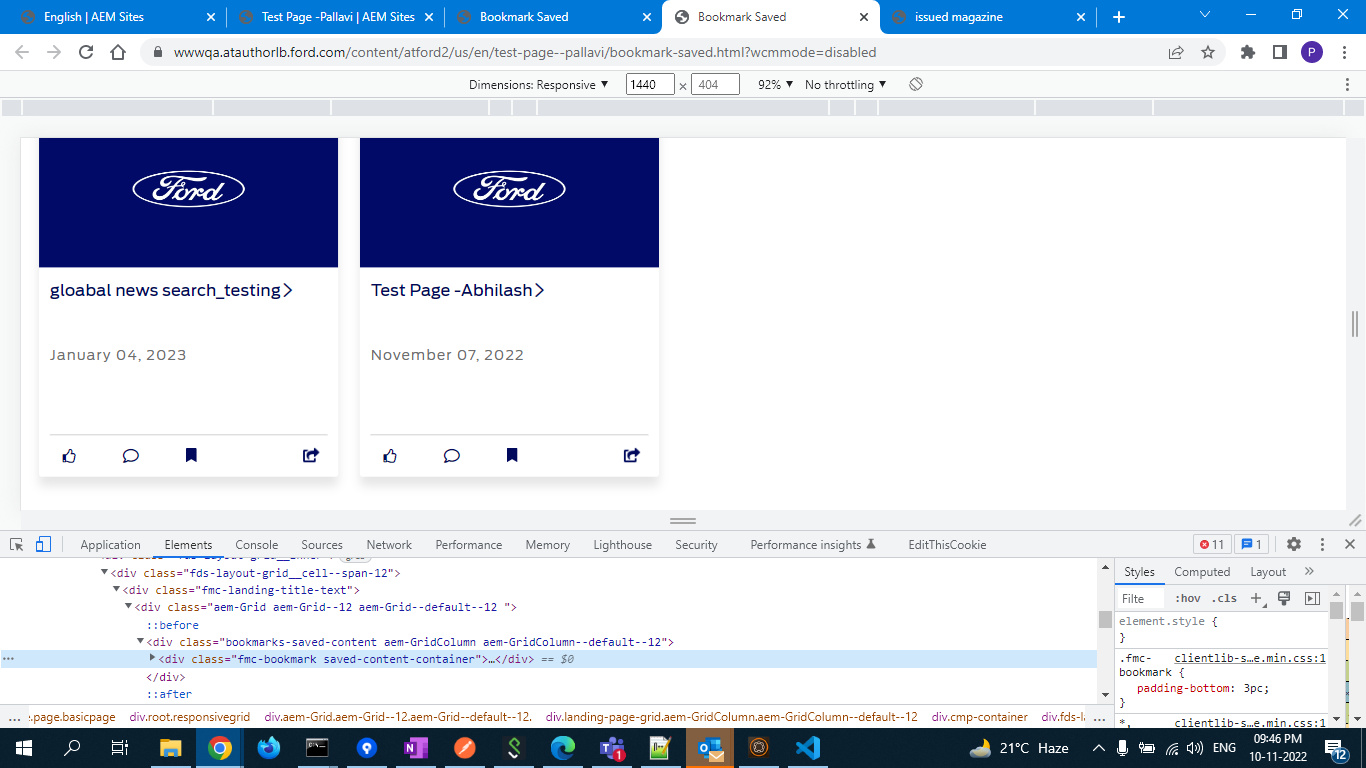 English | AEM Sites
Test Page -Pallavi | AEM Sites
Bookmark Saved
Bookmark Saved
issued magazine
wwwqa.atauthorlb.ford.com/content/atford2/us/en/test-page--pallavi/bookmark-saved.html?wcmmode=disabled
P
Dimensions: Responsive ▼ 1440 × 404 92% ▼ No throttling ▼
Ford
Ford
gloabal news search_testing
Test Page -Abhilash
January 04, 2023
November 07, 2022
Application Elements Console Sources Network Performance Memory Lighthouse Security Performance insights EditThisCookie 11 1
<div class="fds-layout-grid__cell--span-12">
<div class="fmc-landing-title-text">
<div class="aem-Grid aem-Grid--12 aem-Grid--default--12 ">
::before
<div class="bookmarks-saved-content aem-GridColumn aem-GridColumn--default--12">
<div class="fmc-bookmark saved-content-container">…</div> == $0
</div>
::after
Styles Computed Layout »
Filte :hov .cls
element.style {
}
.fmc- clientlib-s…e.min.css:1
bookmark {
padding-bottom: 3pc;
}
*, clientlib-s…e.min.css:1
… e.page.basicpage div.root.responsivegrid div.aem-Grid.aem-Grid--12.aem-Grid--default--12. div.landing-page-grid.aem-GridColumn.aem-GridColumn--default--12 div.cmp-container div.fds-l …
21°C Haze
ENG
09:46 PM
10-11-2022
12
1